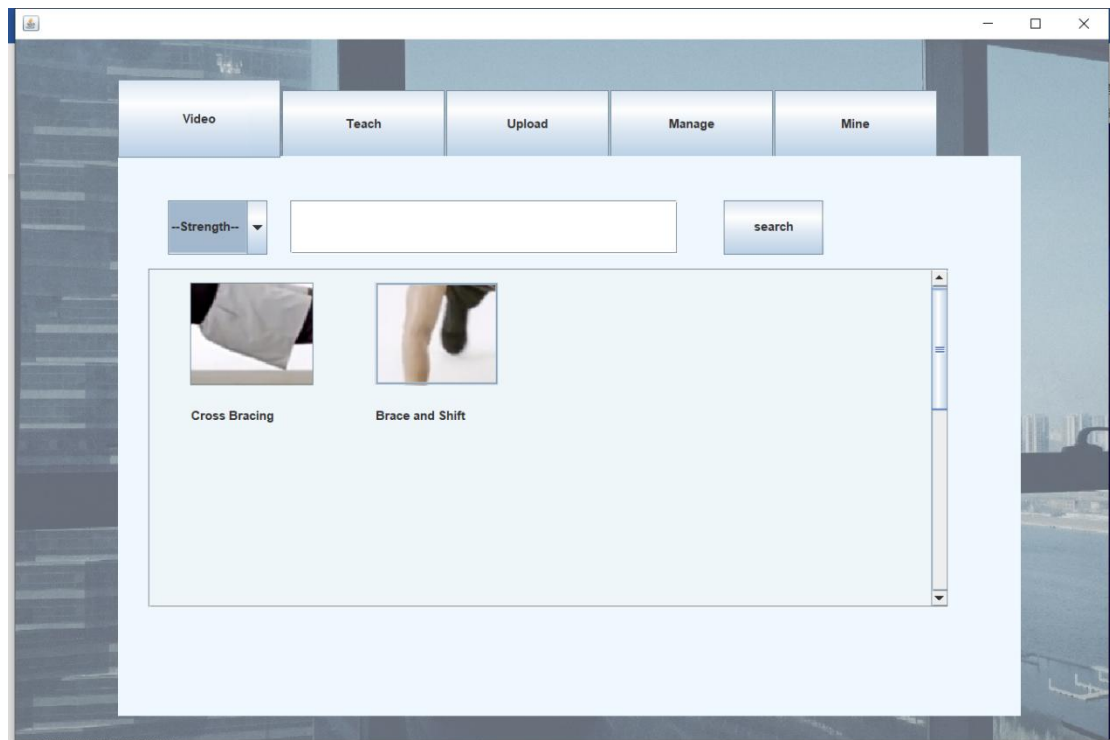 Video
Teach
Upload
Manage
Mine
--Strength--
search
Cross Bracing
Brace and Shift